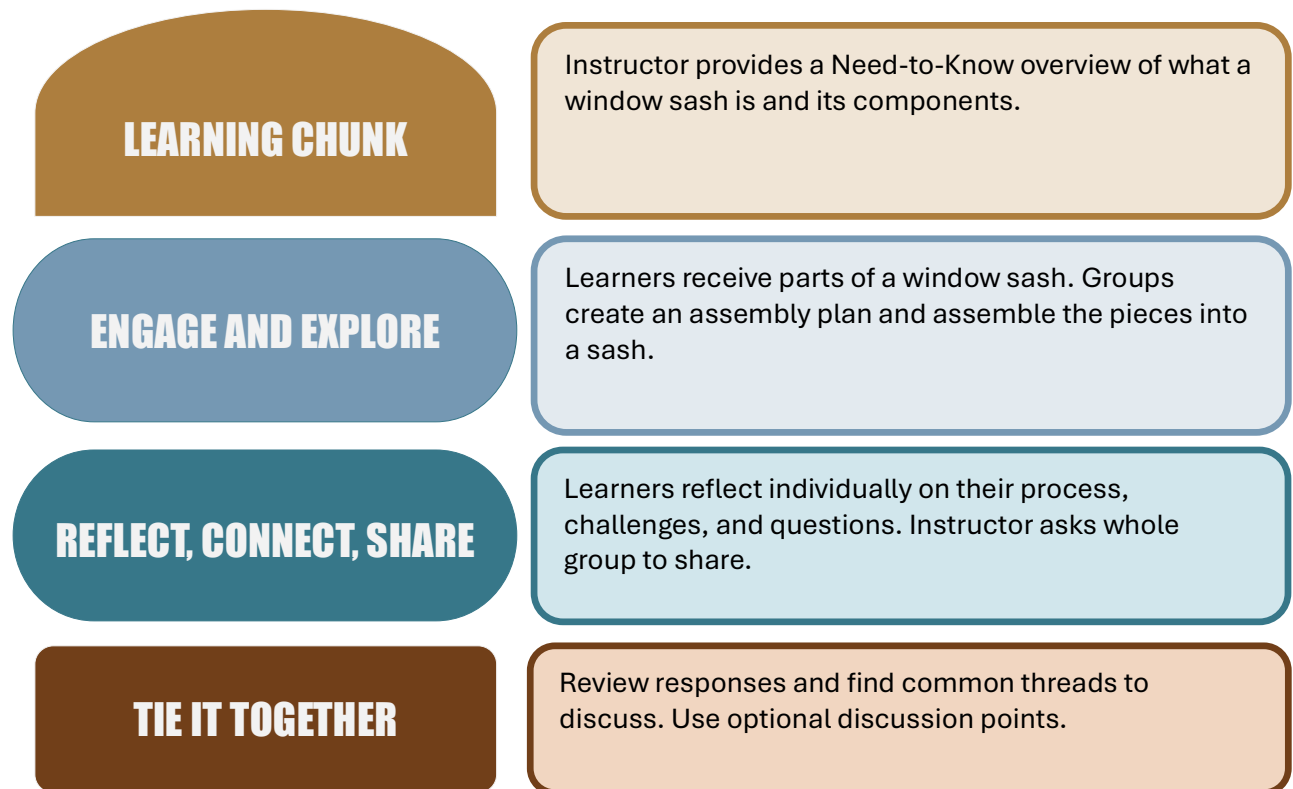 LEARNING CHUNK
Instructor provides a Need-to-Know overview of what a
window sash is and its components.
ENGAGE AND EXPLORE
Learners receive parts of a window sash. Groups
create an assembly plan and assemble the pieces into
a sash.
REFLECT, CONNECT, SHARE
Learners reflect individually on their process,
challenges, and questions. Instructor asks whole
group to share.
TIE IT TOGETHER
Review responses and find common threads to
discuss. Use optional discussion points.